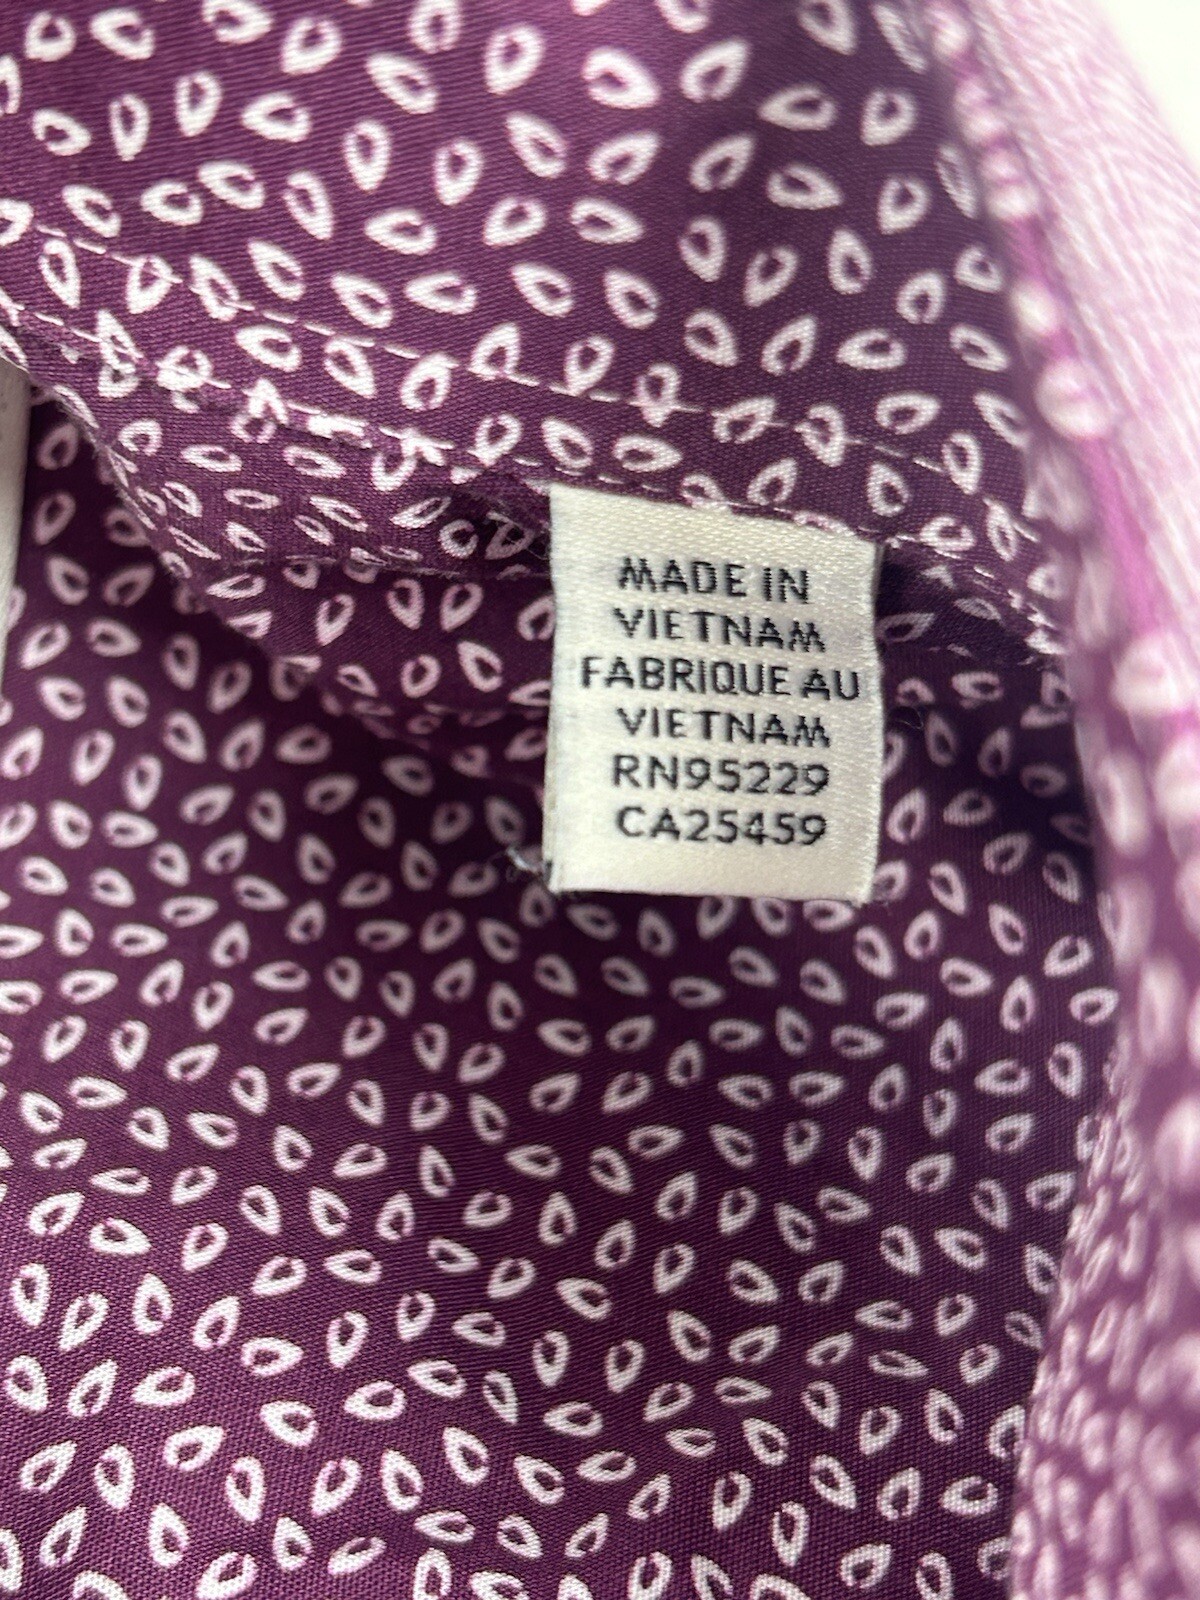 MADE IN
VIETNAM
FABRIQUE AU
VIETNAM
RN95229
CA25459